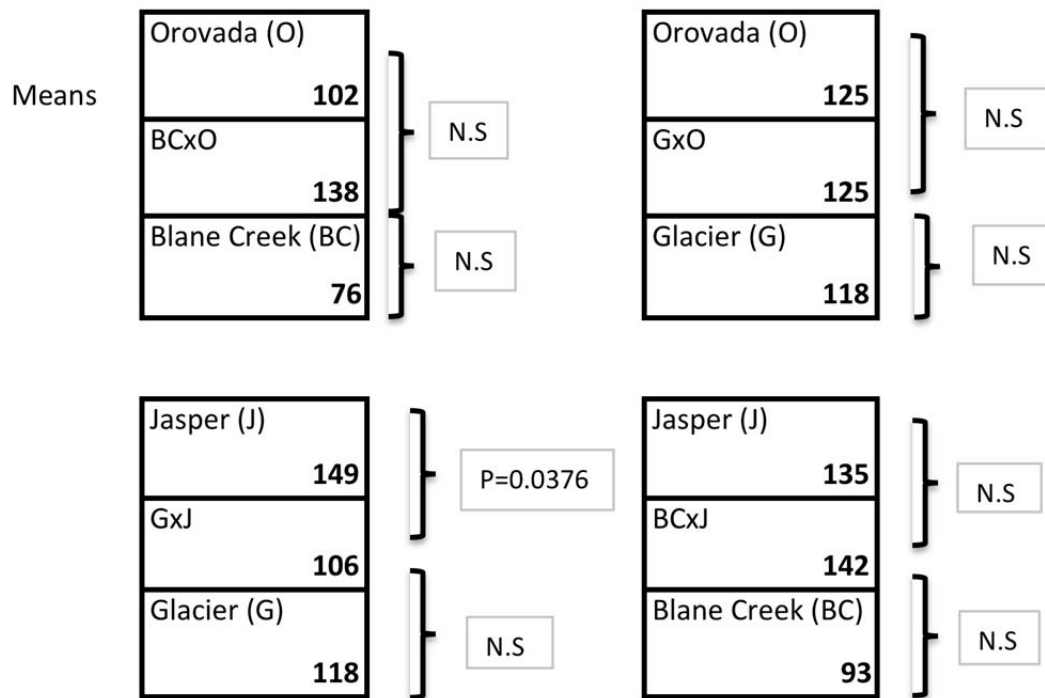 Means
Orovada (O)
102
BCxO
138
Blane Creek (BC)
76
N.S
N.S
Orovada (O)
125
GxO
125
Glacier (G)
118
N.S
N.S
Jasper (J)
149
GxJ
106
Glacier (G)
118
P=0.0376
N.S
Jasper (J)
135
BCxJ
142
Blane Creek (BC)
93
N.S
N.S